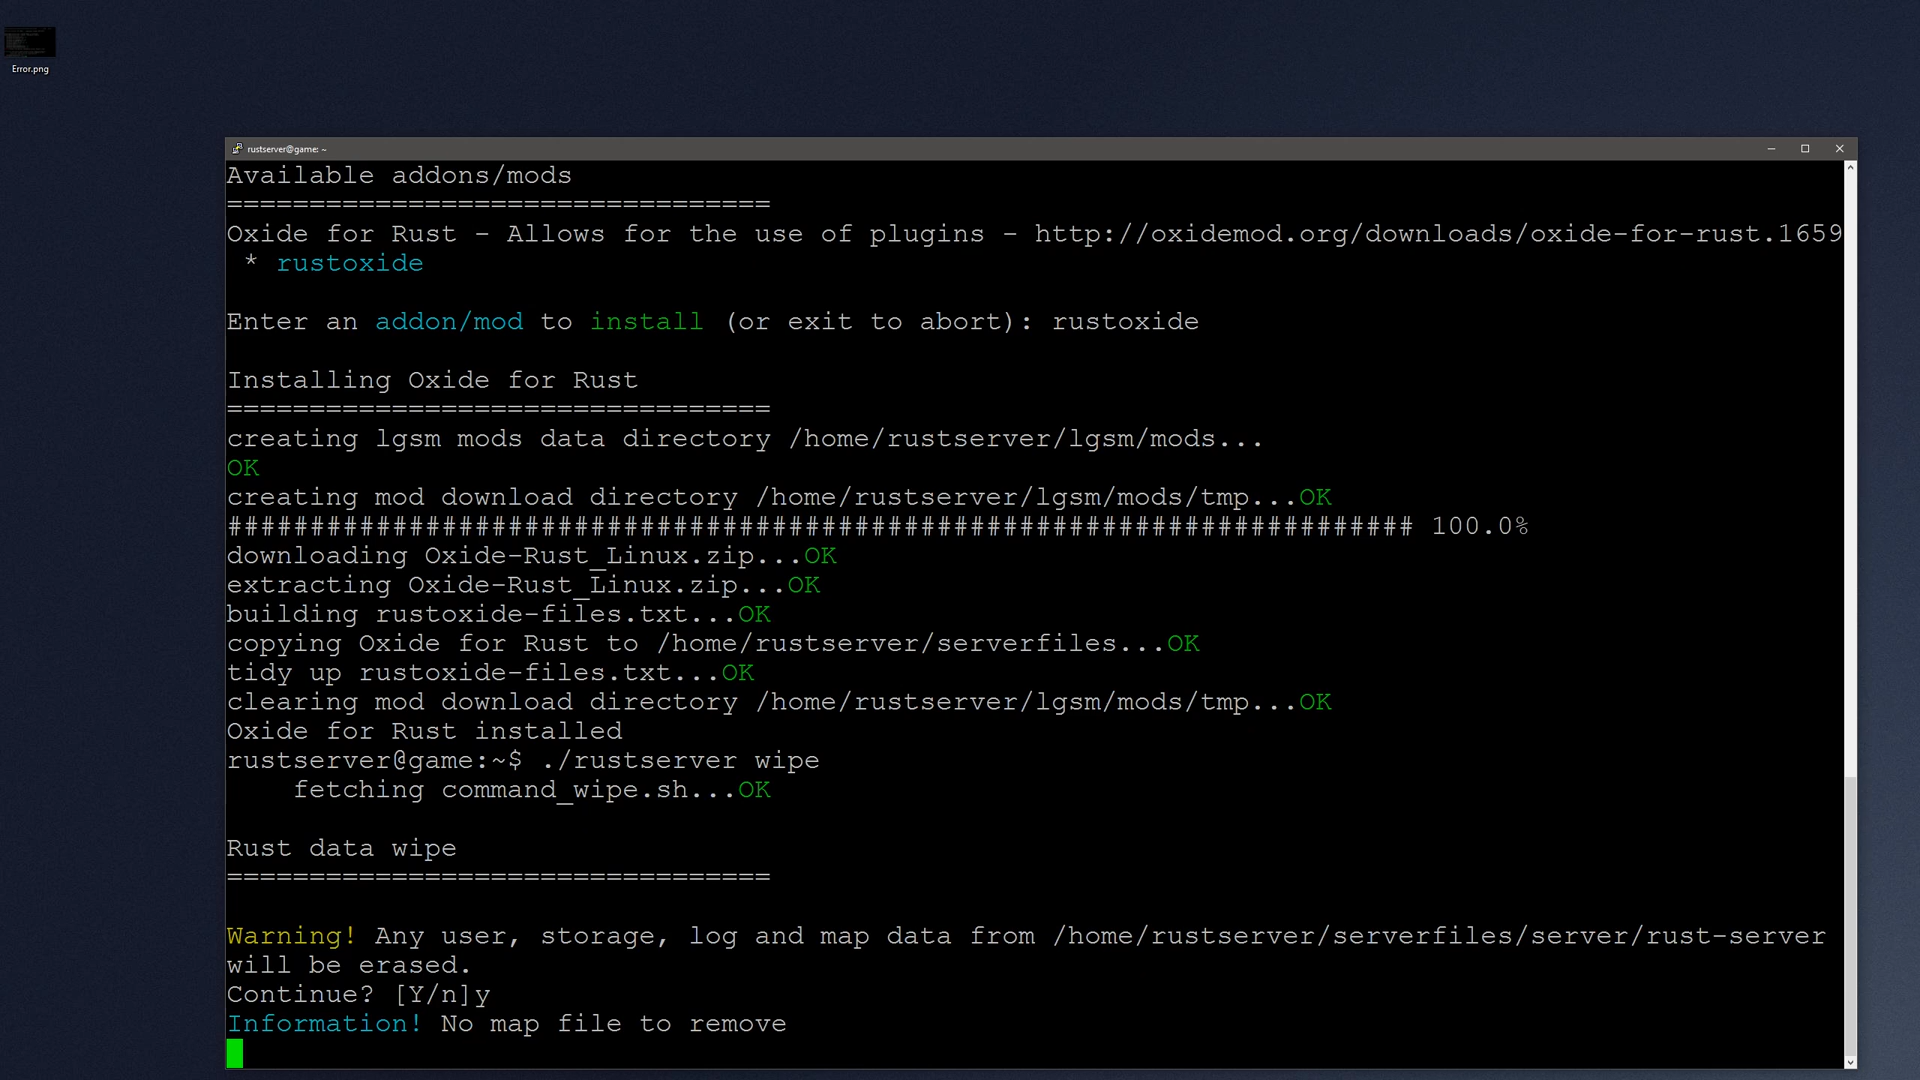 Error.png
rustserver@game: ~
Available addons/mods
=================================
Oxide for Rust - Allows for the use of plugins - http://oxidemod.org/downloads/oxide-for-rust.1659
* rustoxide
Enter an addon/mod to install (or exit to abort): rustoxide
Installing Oxide for Rust
=================================
creating lgsm mods data directory /home/rustserver/lgsm/mods...
OK
creating mod download directory /home/rustserver/lgsm/mods/tmp...OK
######################################################################## 100.0%
downloading Oxide-Rust_Linux.zip...OK
extracting Oxide-Rust_Linux.zip...OK
building rustoxide-files.txt...OK
copying Oxide for Rust to /home/rustserver/serverfiles...OK
tidy up rustoxide-files.txt...OK
clearing mod download directory /home/rustserver/lgsm/mods/tmp...OK
Oxide for Rust installed
rustserver@game:~$ ./rustserver wipe
fetching command_wipe.sh...OK
Rust data wipe
=================================
Warning! Any user, storage, log and map data from /home/rustserver/serverfiles/server/rust-server
will be erased.
Continue? [Y/n]y
Information! No map file to remove